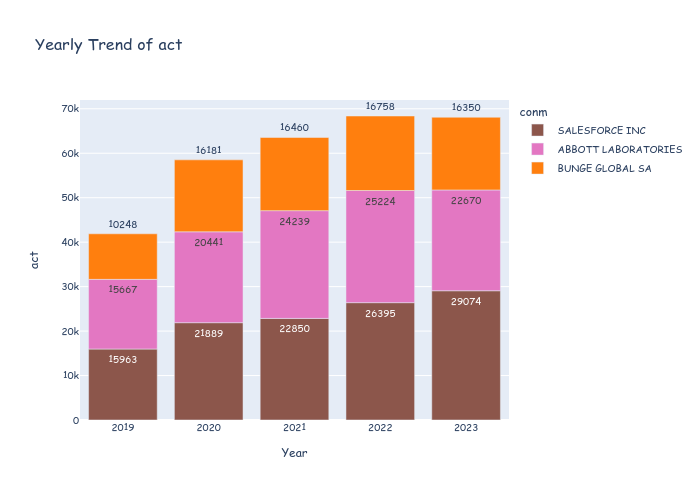 Yearly Trend of act
conm
SALESFORCE INC
ABBOTT LABORATORIES
BUNGE GLOBAL SA
act
70k
60k
50k
40k
30k
20k
10k
0
10248
16181
16460
16758
16350
15667
20441
24239
25224
22670
15963
21889
22850
26395
29074
2019
2020
2021
2022
2023
Year